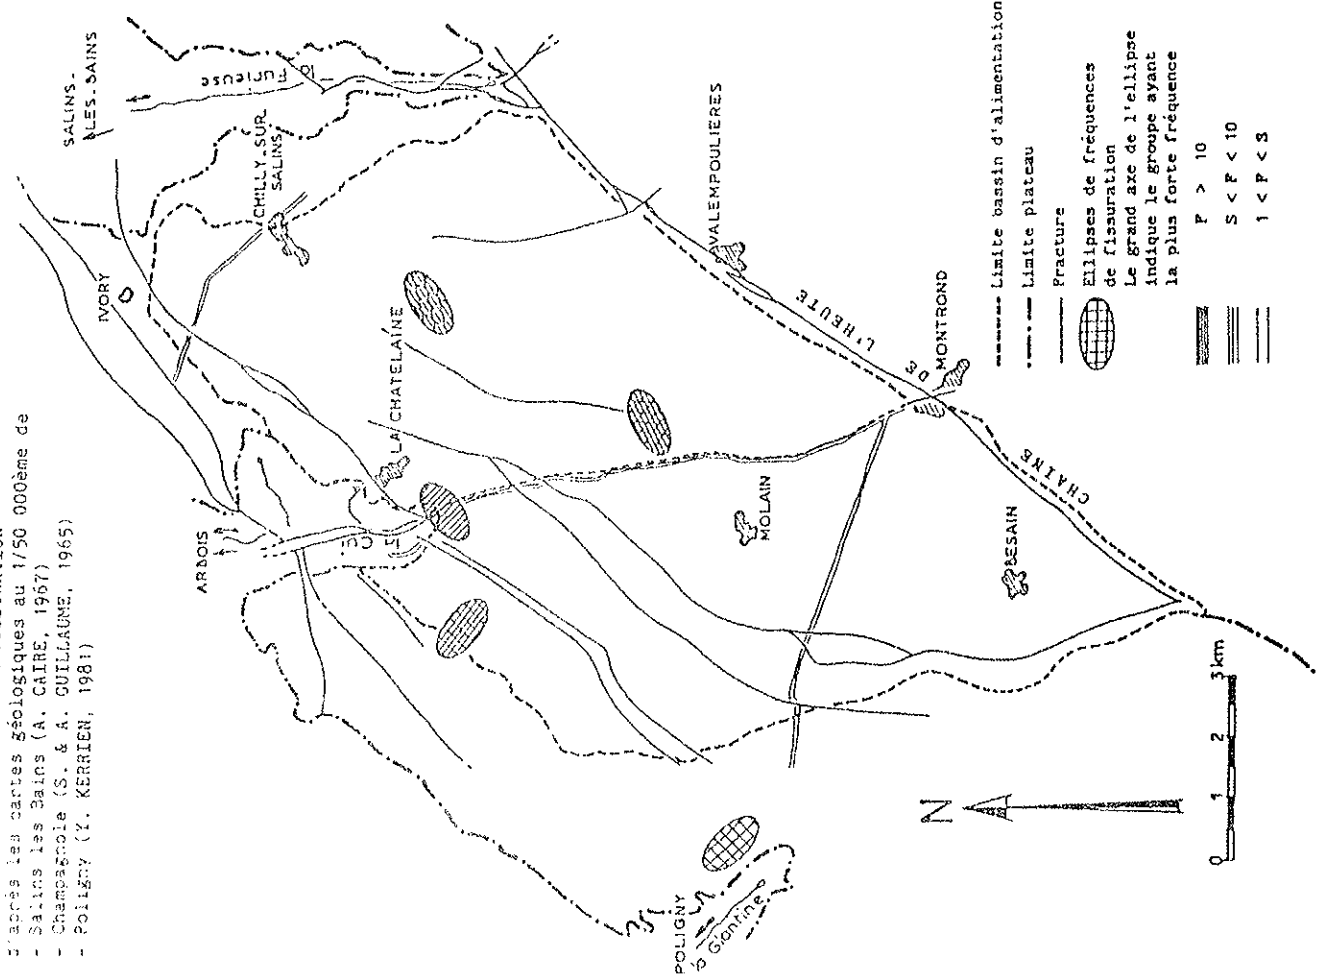 D'après les cartes géologiques au 1/50 000ème de
- Salins les Bains (A. CAIRE, 1967)
- Champagnole (S. & A. GUILLAUME, 1965)
- Poligny (Y. KERRIEN, 1981)
SALINS-
LES-BAINS
Furieuse
IVORY
CHILLY-SUR
SALINS
ARBOIS
LA CHATELAINE
VALEMPOULIERES
MOLAIN
MONTROND
BESAIN
CHAINE DE L'HEUTE
POLIGNY
la Glantine
N
0 1 2 3km
Limite bassin d'alimentation
Limite plateau
Fracture
Ellipses de fréquences
de fissuration
Le grand axe de l'ellipse
indique le groupe ayant
la plus forte fréquence
F > 10
5 < F < 10
1 < F < 5